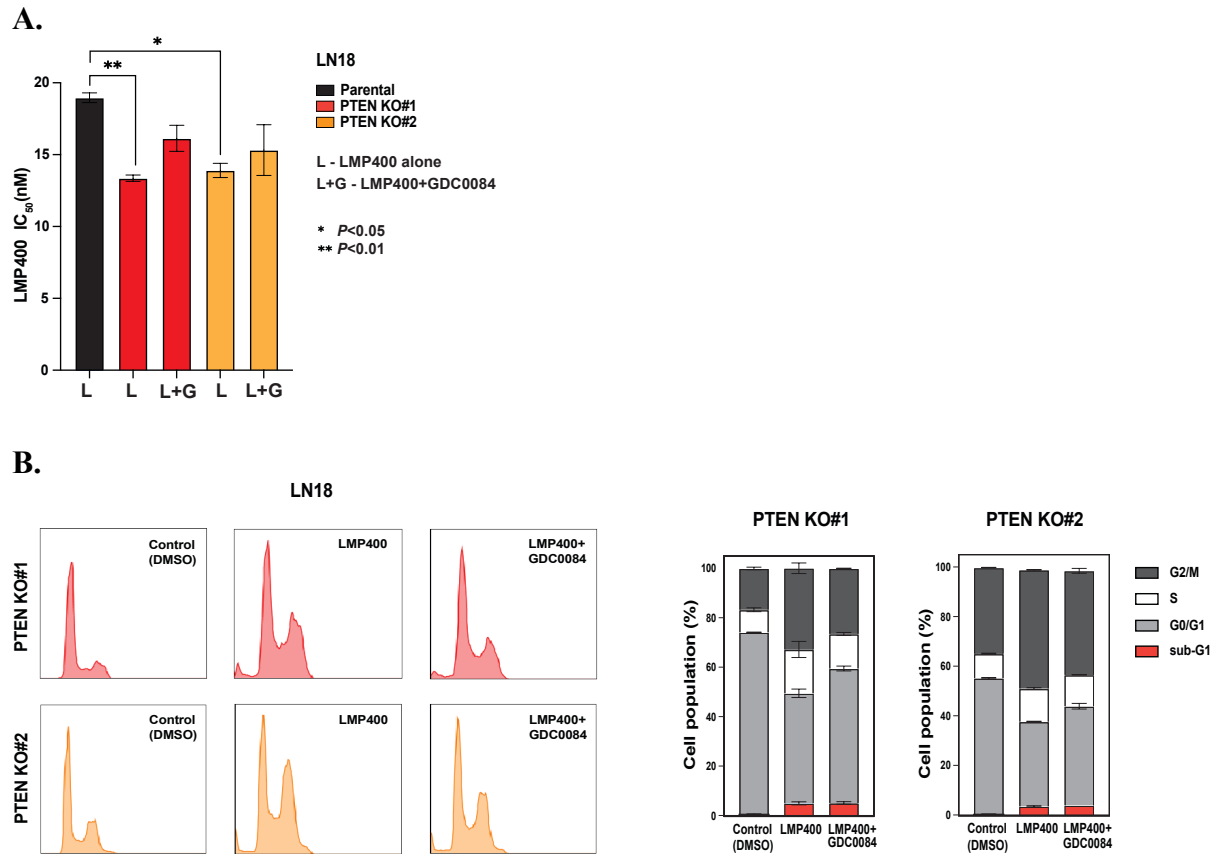 A.
LN18
Parental
PTEN KO#1
PTEN KO#2
L - LMP400 alone
L+G - LMP400+GDC0084
* P<0.05
** P<0.01
*
**
LMP400 IC50(nM)
20
15
10
5
0
L L L+G L L+G
B.
LN18
PTEN KO#1
Control
(DMSO)
LMP400
LMP400+
GDC0084
PTEN KO#2
Control
(DMSO)
LMP400
LMP400+
GDC0084
PTEN KO#1
Cell population (%)
100
80
60
40
20
0
Control
(DMSO)
LMP400
LMP400+
GDC0084
PTEN KO#2
Cell population (%)
100
80
60
40
20
0
Control
(DMSO)
LMP400
LMP400+
GDC0084
G2/M
S
G0/G1
sub-G1